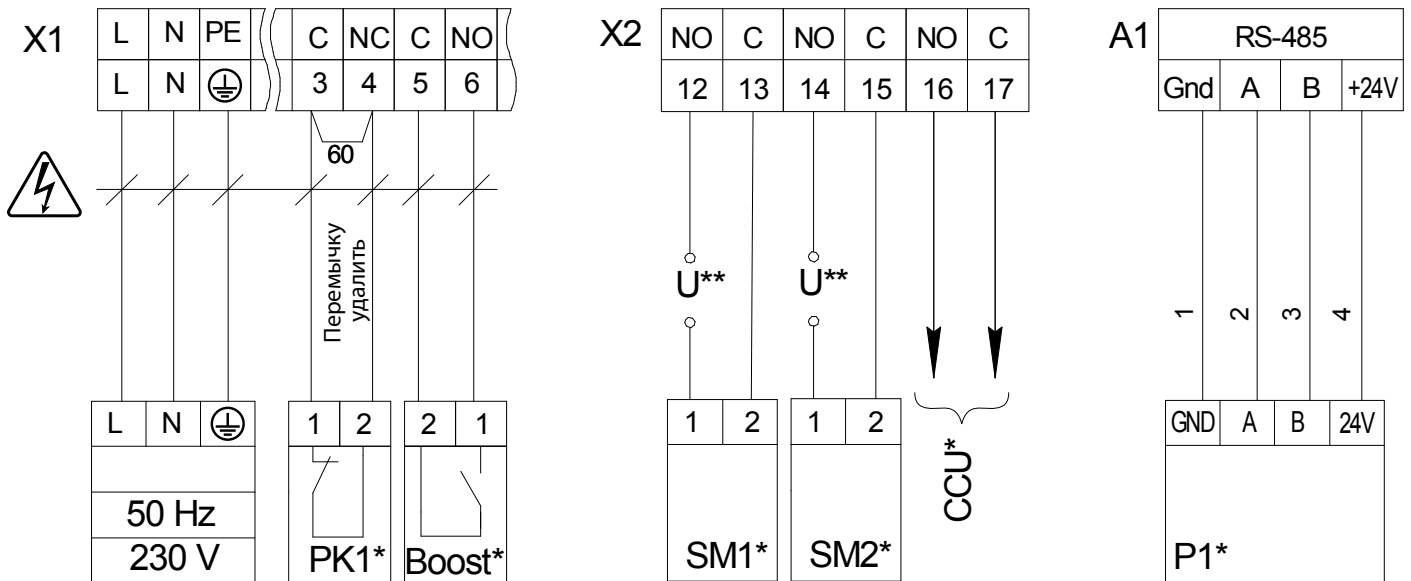 X1
L N PE C NC C NO
L N 3 4 5 6
60
Перемычку
удалить
L N
50 Hz
230 V
1 2
PK1*
2 1
Boost*
X2
NO C NO C NO C
12 13 14 15 16 17
U** U**
1 2
SM1*
1 2
SM2*
CCU*
A1
RS-485
Gnd A B +24V
1 2 3 4
GND A B 24V
P1*